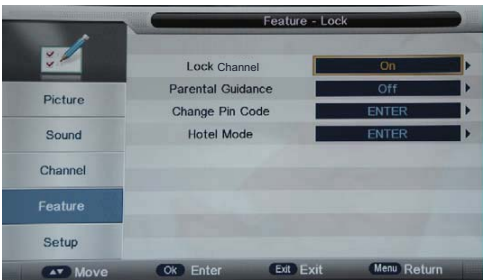 Feature - Lock
Lock Channel On
Parental Guidance Off
Change Pin Code ENTER
Hotel Mode ENTER
Picture
Sound
Channel
Feature
Setup
Move Ok Enter Exit Exit Menu Return